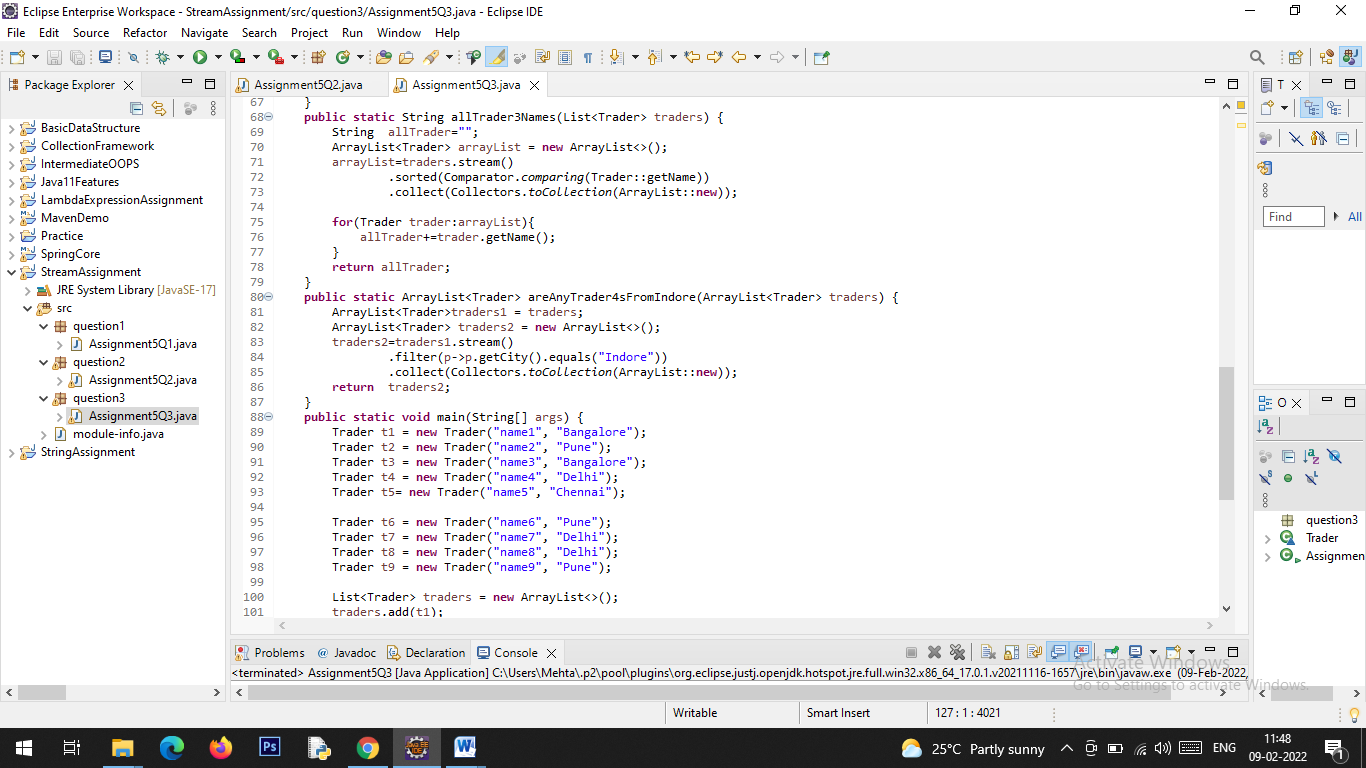 Eclipse Enterprise Workspace - StreamAssignment/src/question3/Assignment5Q3.java - Eclipse IDE
File Edit Source Refactor Navigate Search Project Run Window Help
Package Explorer
BasicDataStructure
CollectionFramework
IntermediateOOPS
Java11Features
LambdaExpressionAssignment
MavenDemo
Practice
SpringCore
StreamAssignment
JRE System Library [JavaSE-17]
src
question1
Assignment5Q1.java
question2
Assignment5Q2.java
question3
Assignment5Q3.java
module-info.java
StringAssignment
Assignment5Q2.java Assignment5Q3.java
67 }
68 public static String allTrader3Names(List<Trader> traders) {
69 String allTrader="";
70 ArrayList<Trader> arrayList = new ArrayList<>();
71 arrayList=traders.stream()
72 .sorted(Comparator.comparing(Trader::getName))
73 .collect(Collectors.toCollection(ArrayList::new));
74
75 for(Trader trader:arrayList){
76 allTrader+=trader.getName();
77 }
78 return allTrader;
79 }
80 public static ArrayList<Trader> areAnyTrader4sFromIndore(ArrayList<Trader> traders) {
81 ArrayList<Trader>traders1 = traders;
82 ArrayList<Trader> traders2 = new ArrayList<>();
83 traders2=traders1.stream()
84 .filter(p->p.getCity().equals("Indore"))
85 .collect(Collectors.toCollection(ArrayList::new));
86 return traders2;
87 }
88 public static void main(String[] args) {
89 Trader t1 = new Trader("name1", "Bangalore");
90 Trader t2 = new Trader("name2", "Pune");
91 Trader t3 = new Trader("name3", "Bangalore");
92 Trader t4 = new Trader("name4", "Delhi");
93 Trader t5= new Trader("name5", "Chennai");
94
95 Trader t6 = new Trader("name6", "Pune");
96 Trader t7 = new Trader("name7", "Delhi");
97 Trader t8 = new Trader("name8", "Delhi");
98 Trader t9 = new Trader("name9", "Pune");
99
100 List<Trader> traders = new ArrayList<>();
101 traders.add(t1);
T
Find All
O
question3
Trader
Assignmen
Problems @ Javadoc Declaration Console
<terminated> Assignment5Q3 [Java Application] C:\Users\Mehta\.p2\pool\plugins\org.eclipse.justj.openjdk.hotspot.jre.full.win32.x86_64_17.0.1.v20211116-1657\jre\bin\javaw.exe (09-Feb-2022,
Activate Windows
Go to Settings to activate Windows.
Writable Smart Insert 127 : 1 : 4021
Ps
W
25°C Partly sunny ENG 11:48
09-02-2022
1